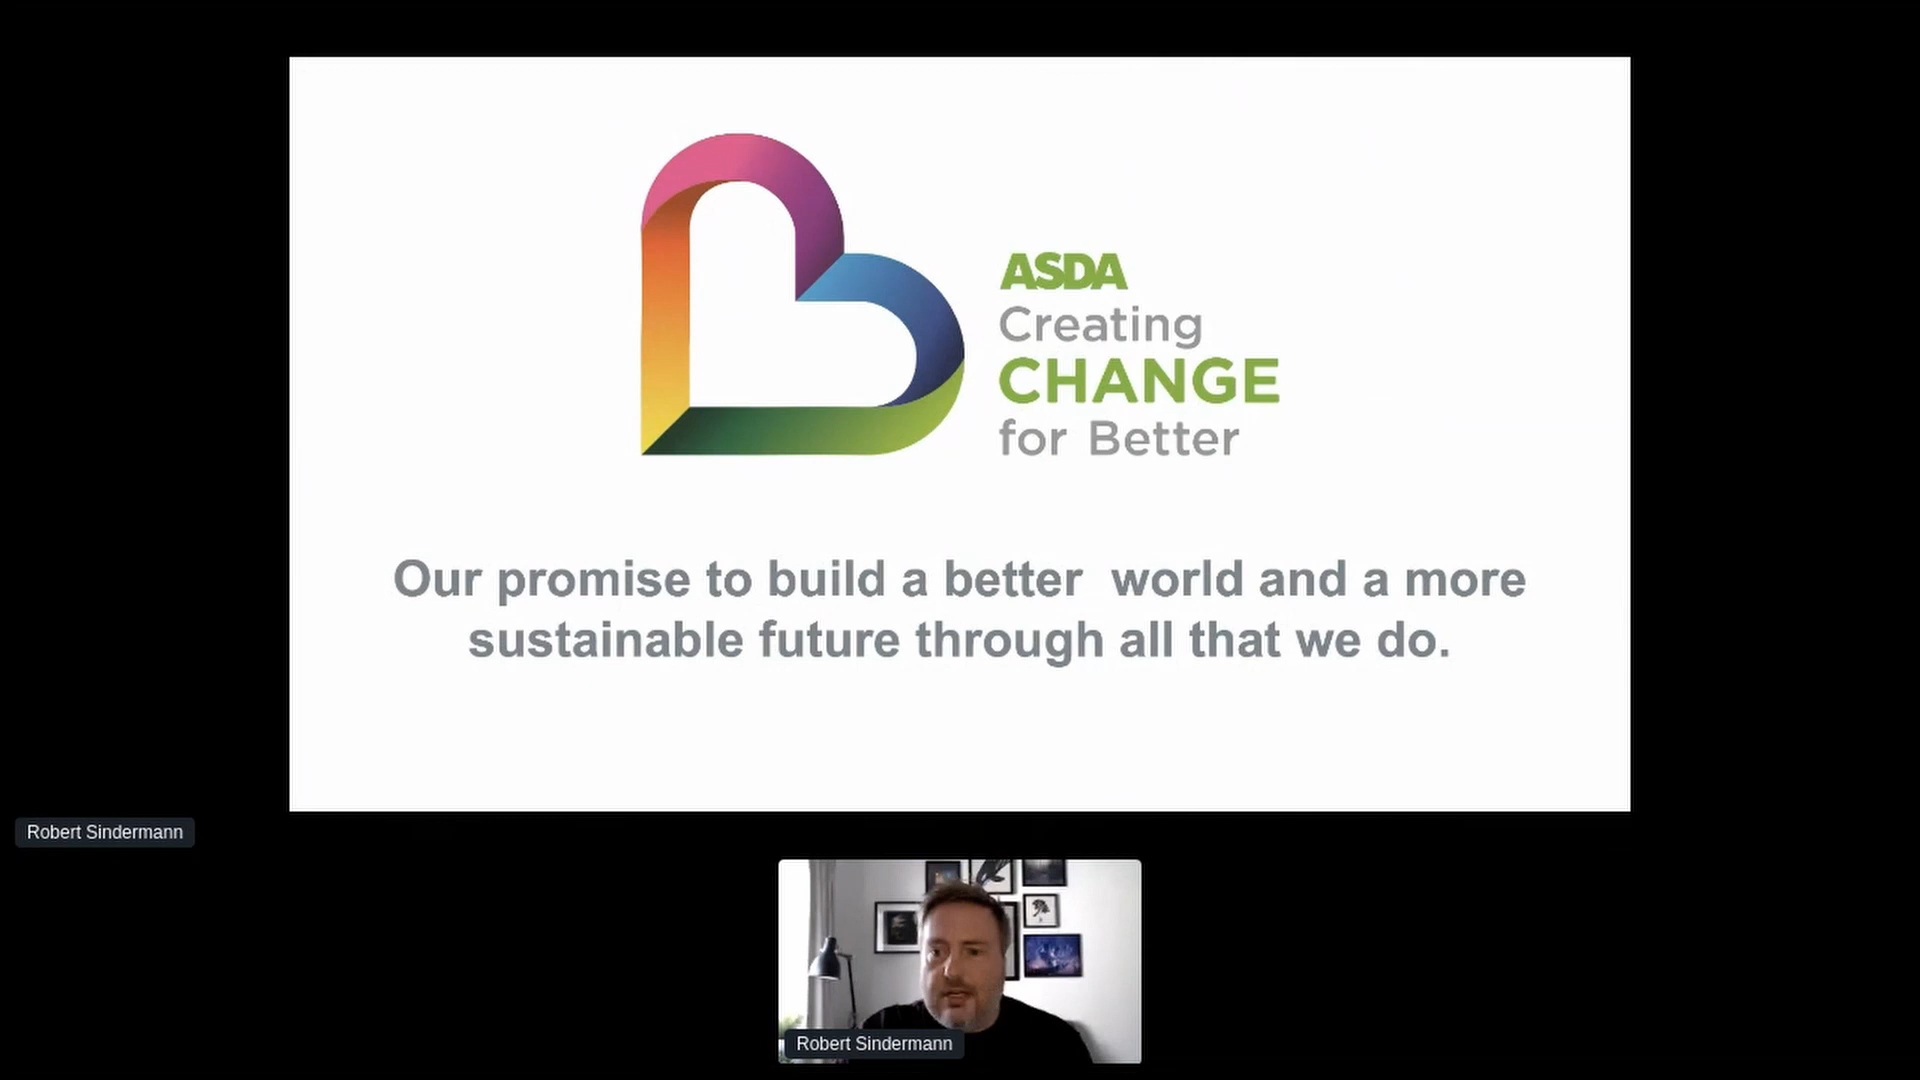 ASDA
Creating
CHANGE
for Better
Our promise to build a better  world and a more
sustainable future through all that we do.
Robert Sindermann
Robert Sindermann